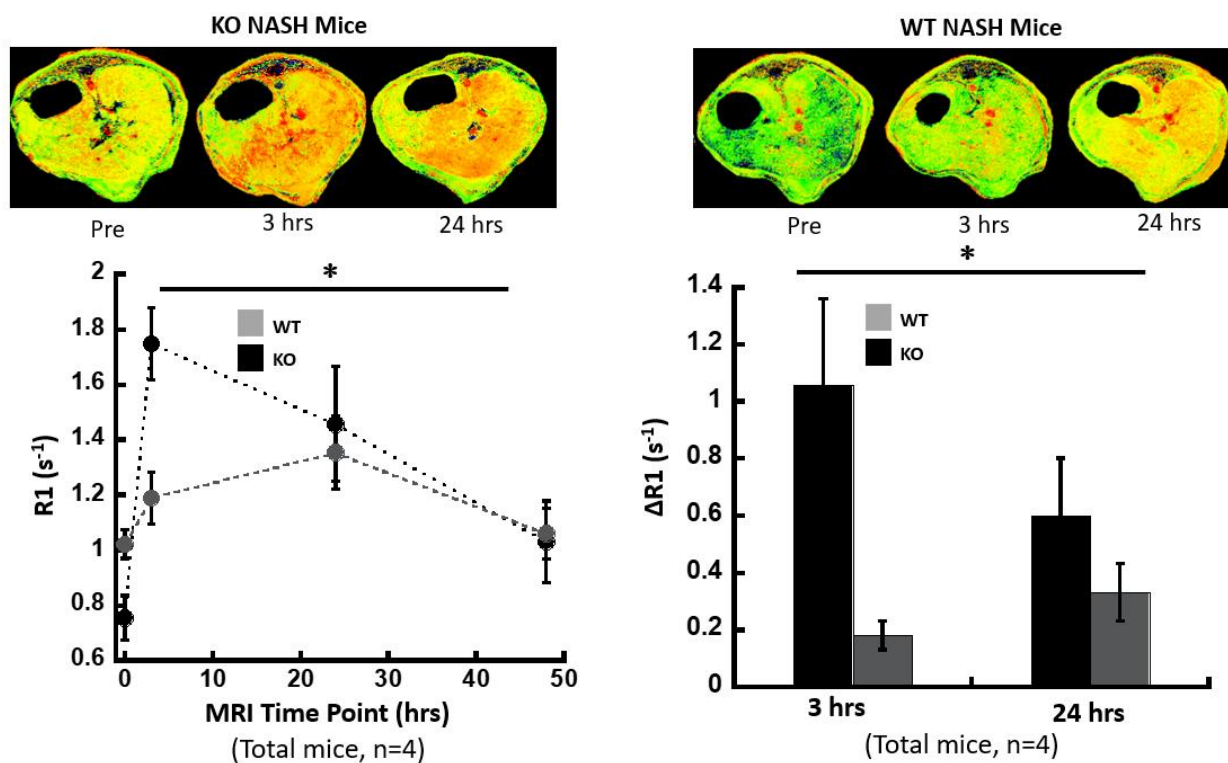 KO NASH Mice
Pre
3 hrs
24 hrs
WT NASH Mice
Pre
3 hrs
24 hrs
*
WT
KO
2
1.8
1.6
1.4
1.2
1
0.8
0.6
R1 (s⁻¹)
0
10
20
30
40
50
MRI Time Point (hrs)
(Total mice, n=4)
*
WT
KO
1.4
1.2
1
0.8
0.6
0.4
0.2
0
ΔR1 (s⁻¹)
3 hrs
24 hrs
(Total mice, n=4)